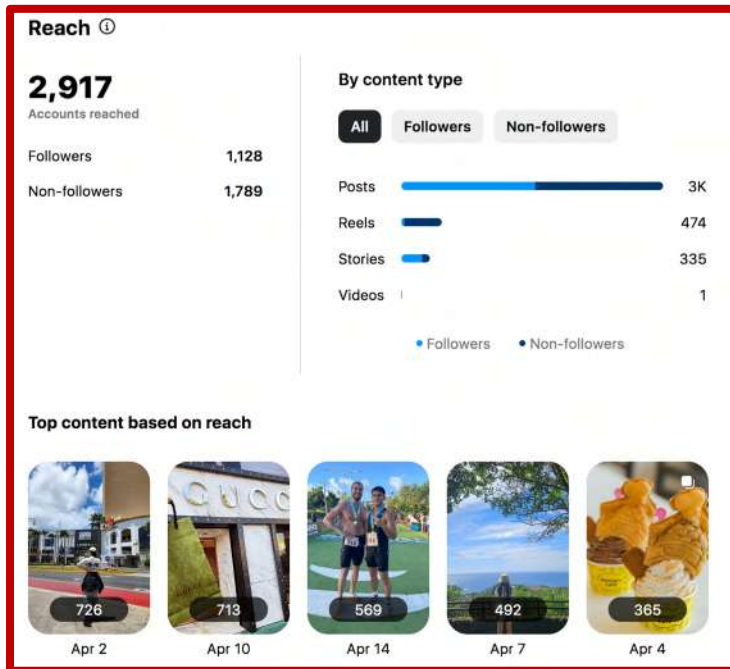 Reach
2,917
Accounts reached
Followers 1,128
Non-followers 1,789
By content type
All Followers Non-followers
Posts 3K
Reels 474
Stories 335
Videos 1
Followers Non-followers
Top content based on reach
GUCC
726 713 569 492 365
Apr 2 Apr 10 Apr 14 Apr 7 Apr 4